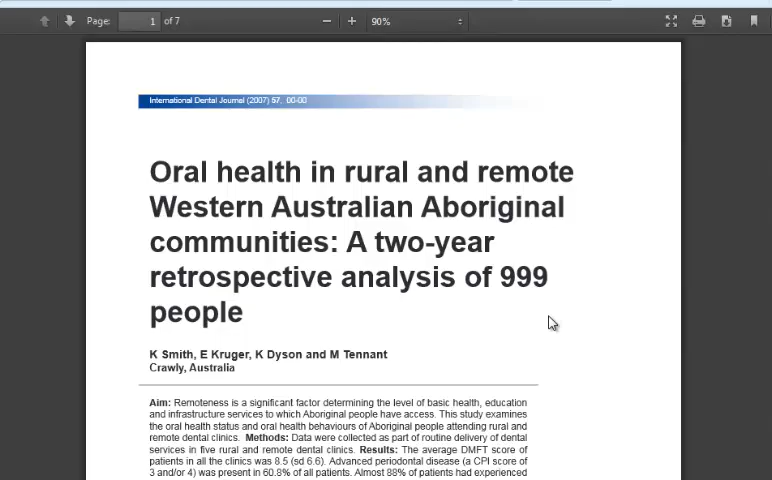 Page: 1 of 7 90%
International Dental Journal (2007) 57, 00-00
Oral health in rural and remote
Western Australian Aboriginal
communities: A two-year
retrospective analysis of 999
people
K Smith, E Kruger, K Dyson and M Tennant
Crawly, Australia
Aim: Remoteness is a significant factor determining the level of basic health, education
and infrastructure services to which Aboriginal people have access. This study examines
the oral health status and oral health behaviours of Aboriginal people attending rural and
remote dental clinics. Methods: Data were collected as part of routine delivery of dental
services in five rural and remote dental clinics. Results: The average DMFT score of
patients in all the clinics was 8.5 (sd 6.6). Advanced periodontal disease (a CPI score of
3 and/or 4) was present in 60.8% of all patients. Almost 88% of patients had experienced